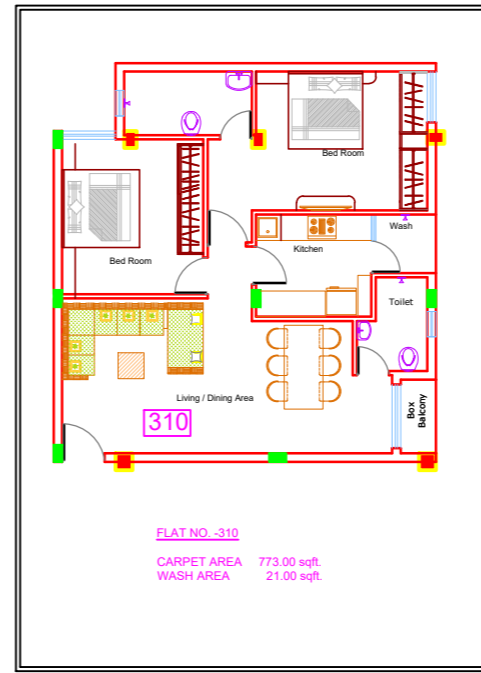 Bed Room
Wash
Kitchen
Bed Room
Toilet
Living / Dining Area
Box
Balcony
310
FLAT NO. -310
CARPET AREA 773.00 sqft.
WASH AREA 21.00 sqft.